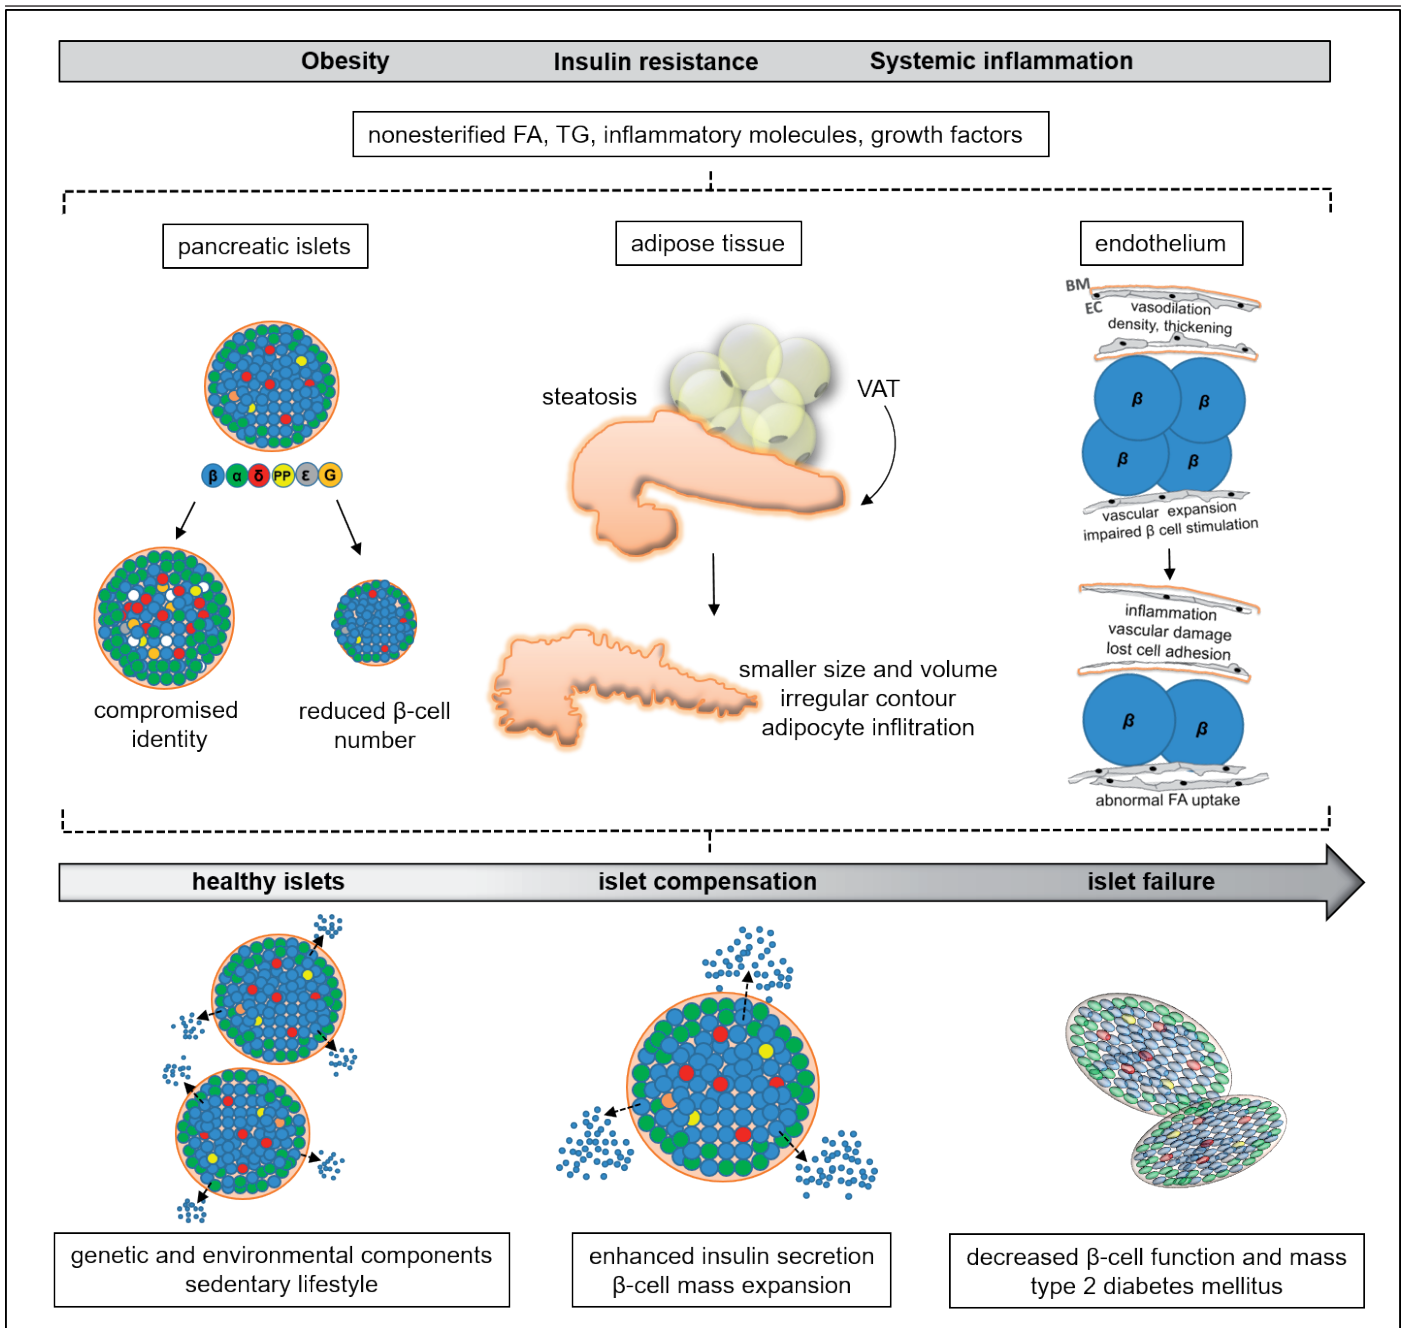 Obesity Insulin resistance Systemic inflammation
nonesterified FA, TG, inflammatory molecules, growth factors
pancreatic islets
β α δ PP ε G
compromised
identity
reduced β-cell
number
adipose tissue
steatosis
VAT
smaller size and volume
irregular contour
adipocyte inflitration
endothelium
BM
EC
vasodilation
density, thickening
β β
β β
vascular expansion
impaired β cell stimulation
inflammation
vascular damage
lost cell adhesion
β β
abnormal FA uptake
healthy islets islet compensation islet failure
genetic and environmental components
sedentary lifestyle
enhanced insulin secretion
β-cell mass expansion
decreased β-cell function and mass
type 2 diabetes mellitus